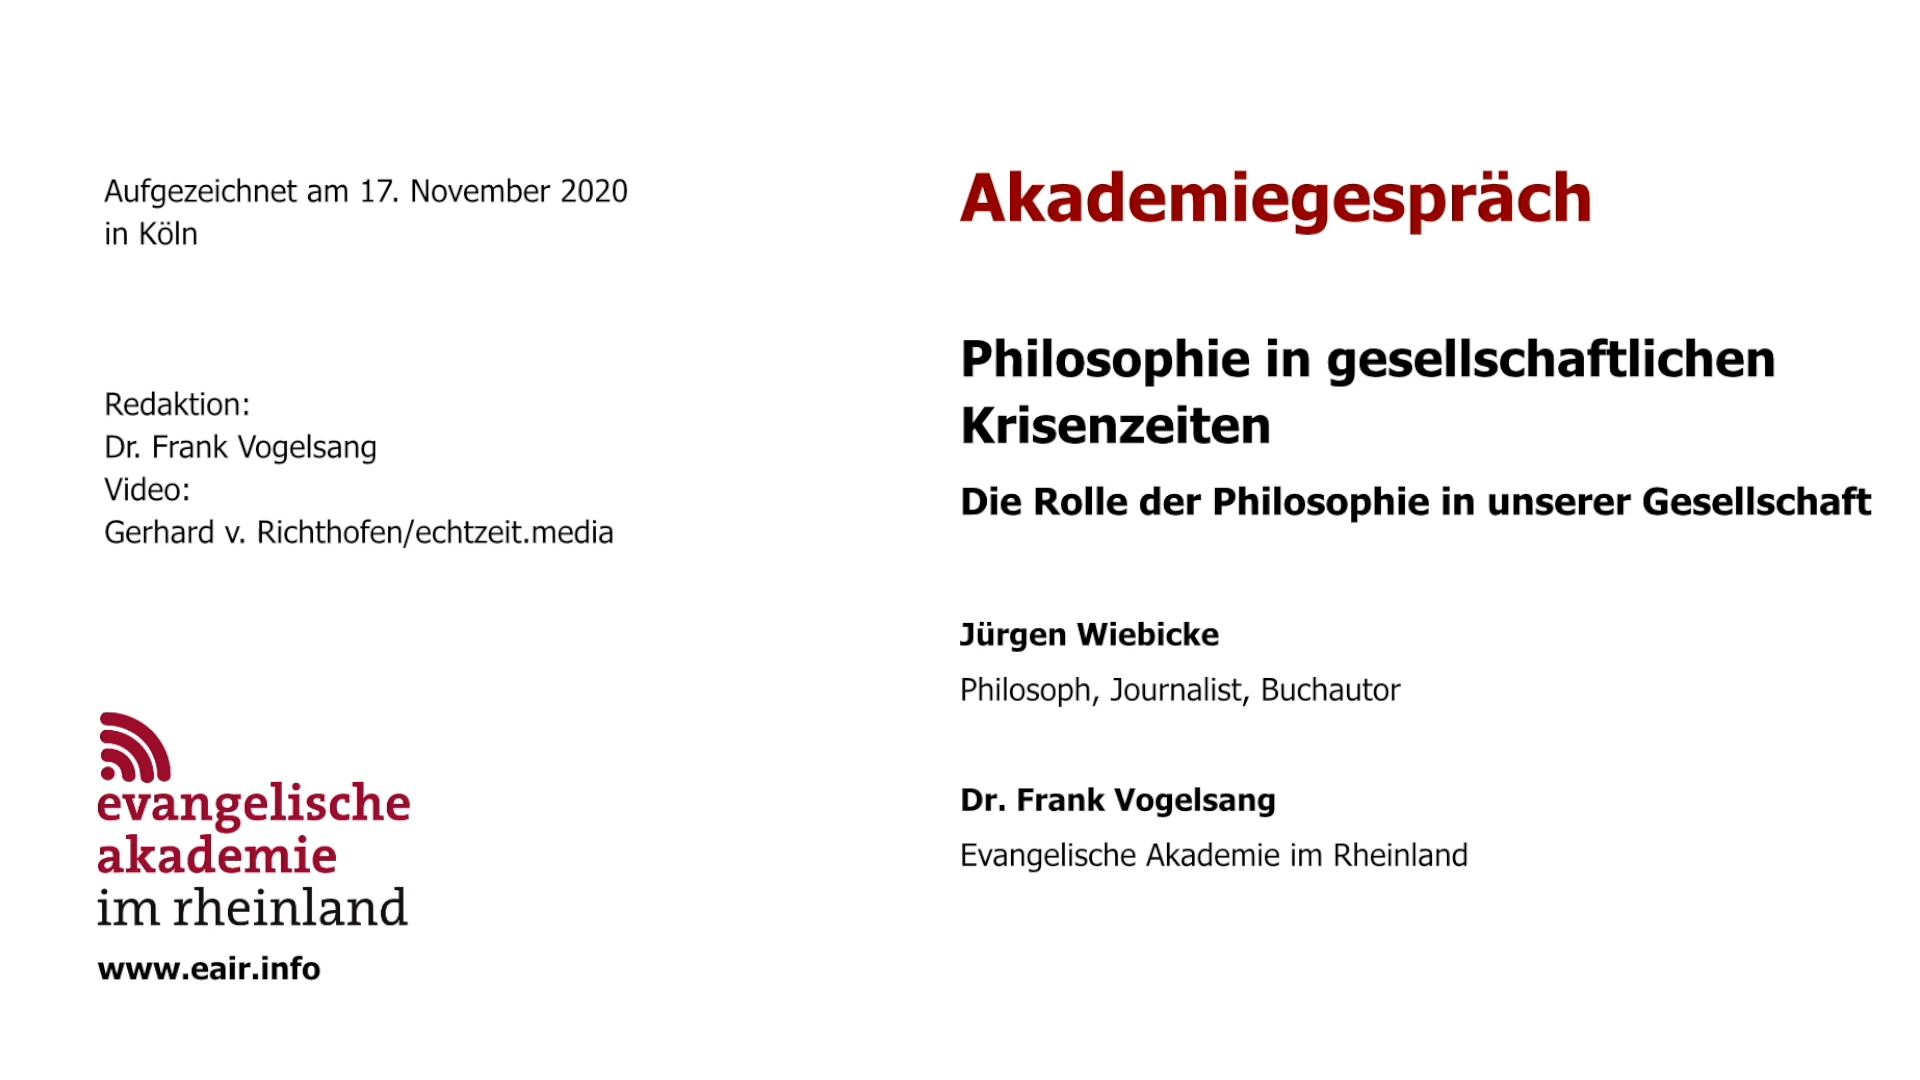 Aufgezeichnet am 17. November 2020
in Köln
Redaktion:
Dr. Frank Vogelsang
Video:
Gerhard v. Richthofen/echtzeit.media
evangelische
akademie
im rheinland
www.eair.info
Akademiegespräch
Philosophie in gesellschaftlichen
Krisenzeiten
Die Rolle der Philosophie in unserer Gesellschaft
Jürgen Wiebicke
Philosoph, Journalist, Buchautor
Dr. Frank Vogelsang
Evangelische Akademie im Rheinland